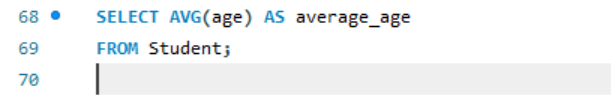 68 SELECT AVG(age) AS average_age
69 FROM Student;
70